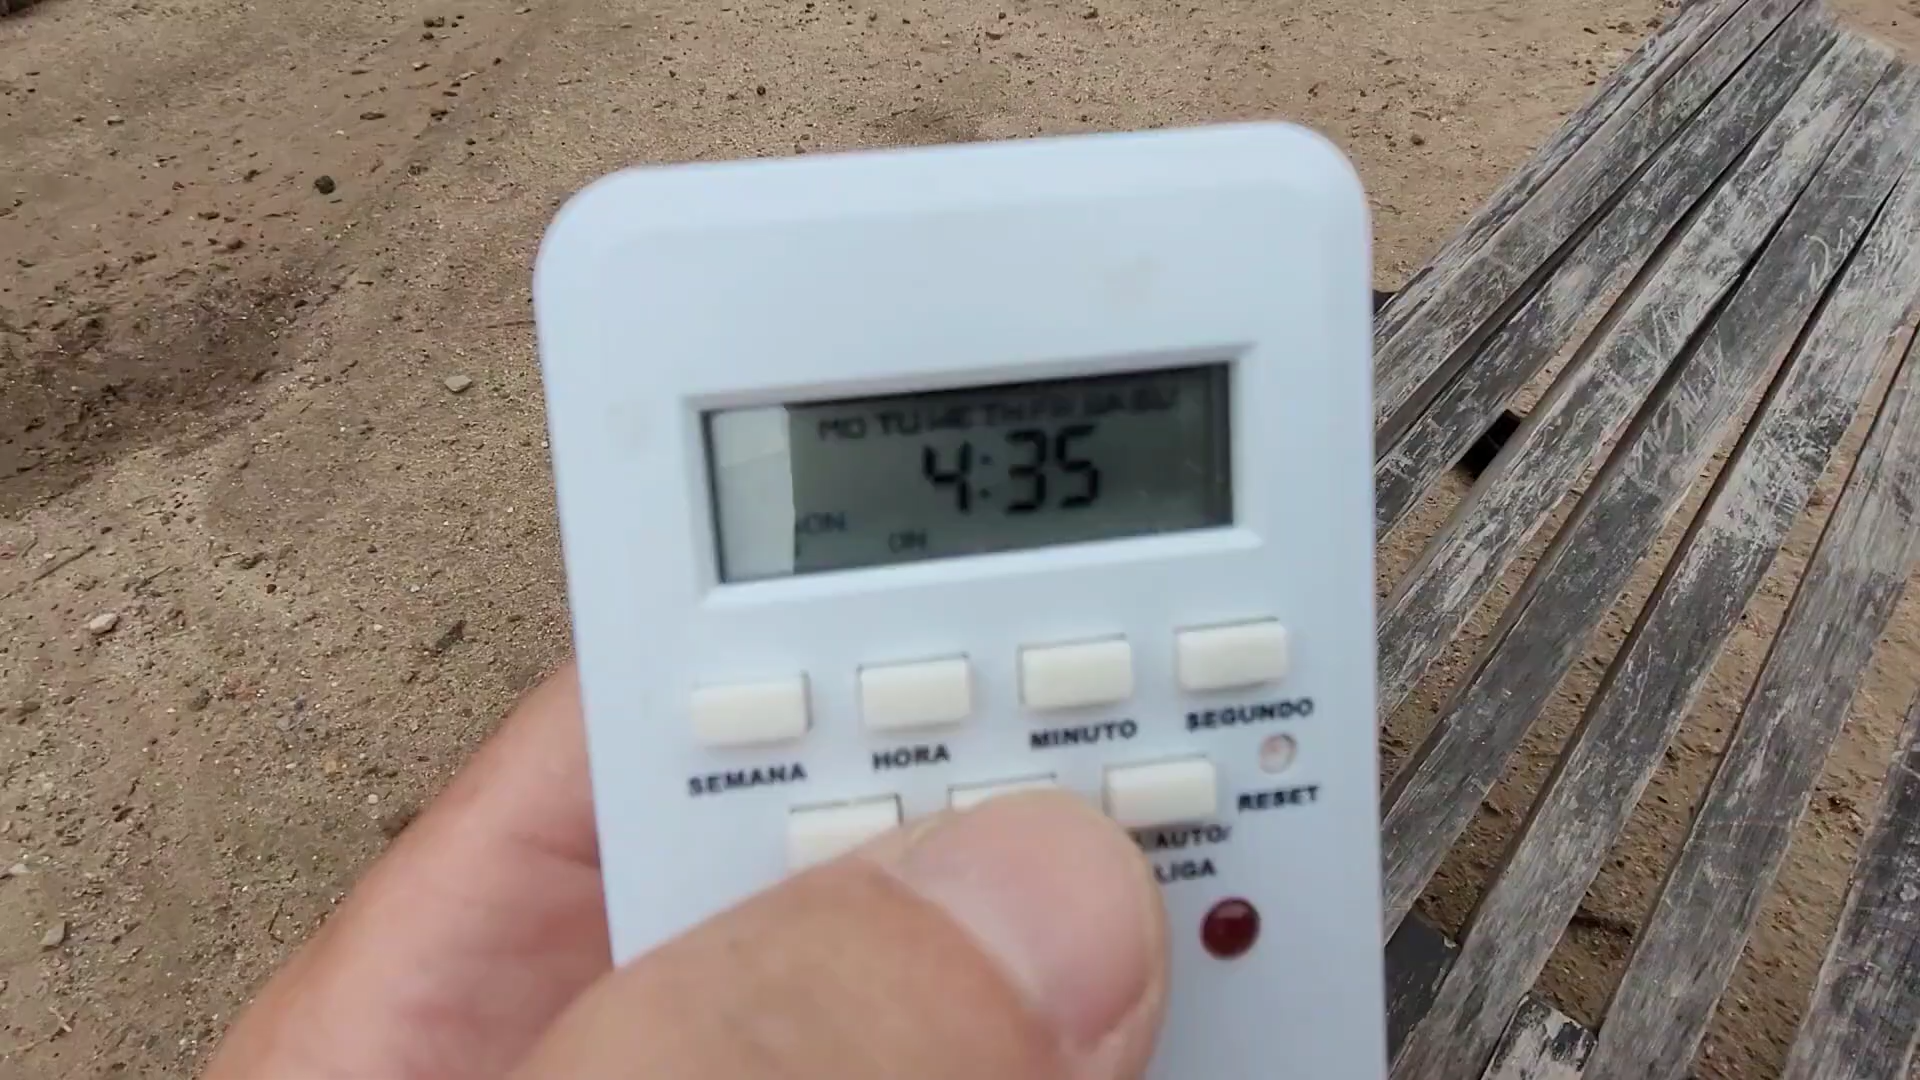 MO TU WE TH FR SA SU
4:35
ON
ON
SEMANA
HORA
MINUTO
SEGUNDO
RESET
AUTO/
LIGA